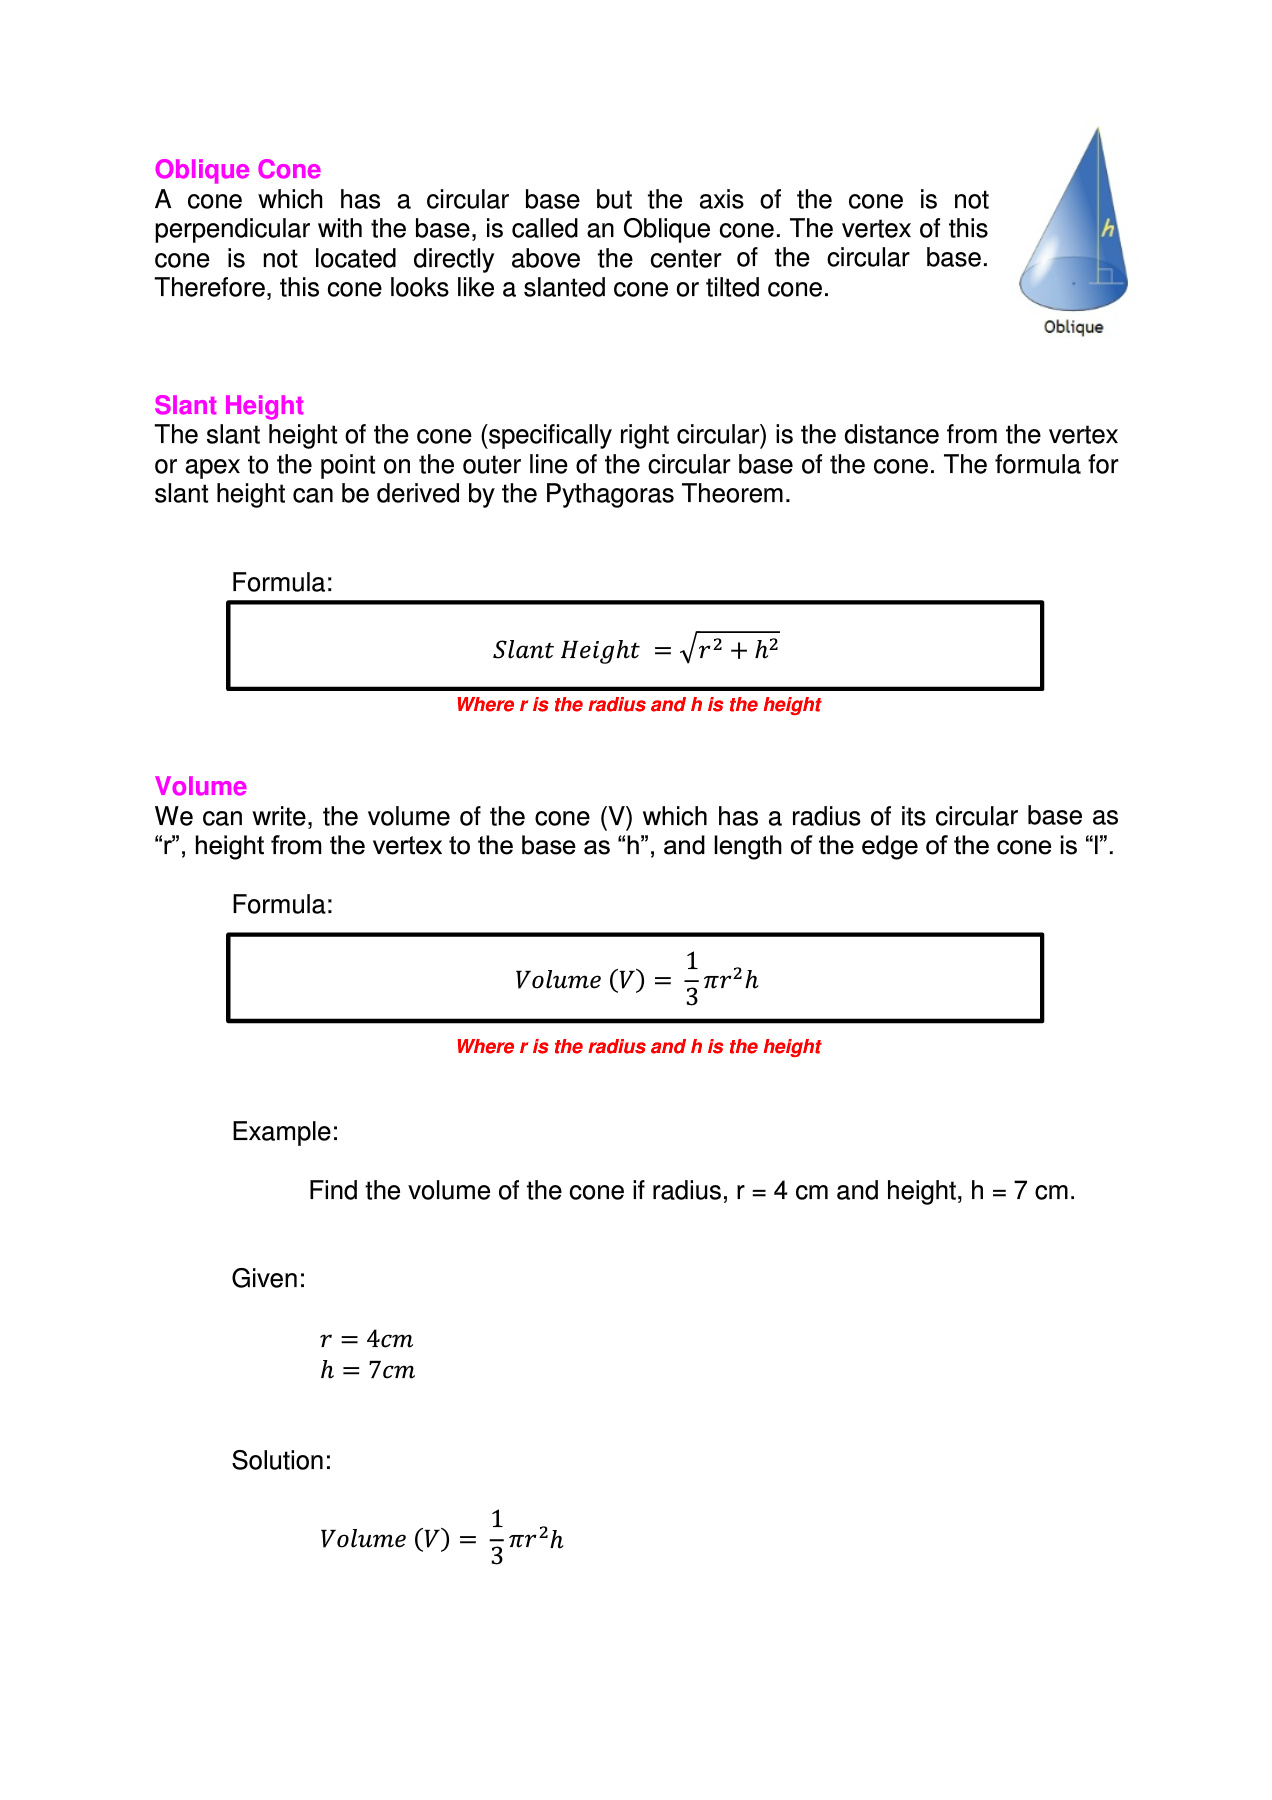 Oblique Cone
A cone which has a circular base but the axis of the cone is not
perpendicular with the base, is called an Oblique cone. The vertex of this
cone is not located directly above the center of the circular base.
Therefore, this cone looks like a slanted cone or tilted cone.
h
Oblique
Slant Height
The slant height of the cone (specifically right circular) is the distance from the vertex
or apex to the point on the outer line of the circular base of the cone. The formula for
slant height can be derived by the Pythagoras Theorem.
Formula:
Slant Height = √(r² + h²)
Where r is the radius and h is the height
Volume
We can write, the volume of the cone (V) which has a radius of its circular base as
“r”, height from the vertex to the base as “h”, and length of the edge of the cone is “l”.
Formula:
Volume (V) = 1/3 πr²h
Where r is the radius and h is the height
Example:
Find the volume of the cone if radius, r = 4 cm and height, h = 7 cm.
Given:
r = 4cm
h = 7cm
Solution:
Volume (V) = 1/3 πr²h